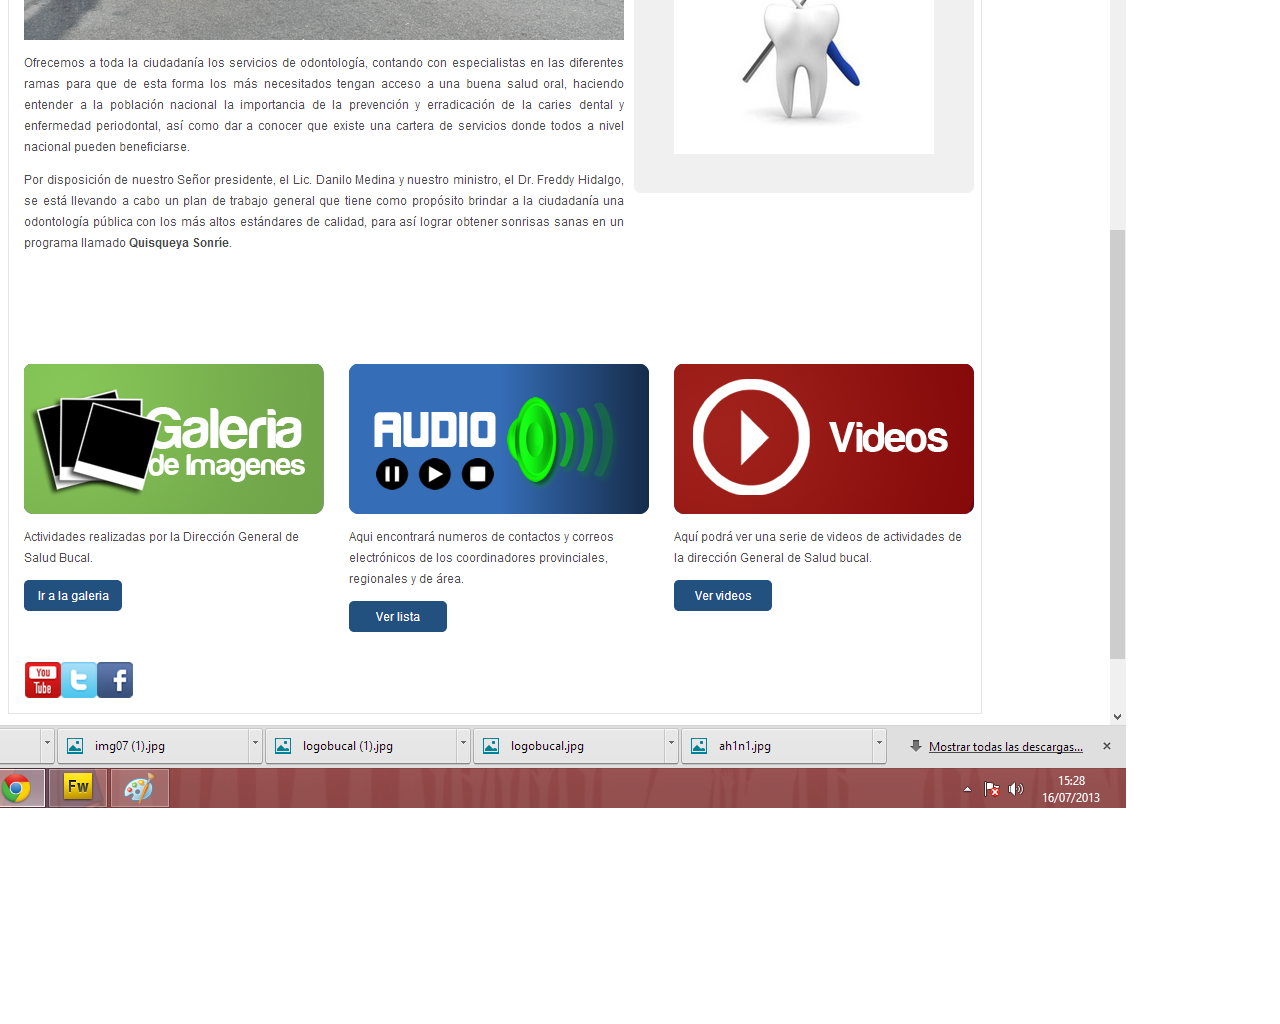 Ofrecemos a toda la ciudadanía los servicios de odontología, contando con especialistas en las diferentes
ramas para que de esta forma los más necesitados tengan acceso a una buena salud oral, haciendo
entender a la población nacional la importancia de la prevención y erradicación de la caries dental y
enfermedad periodontal, así como dar a conocer que existe una cartera de servicios donde todos a nivel
nacional pueden beneficiarse.
Por disposición de nuestro Señor presidente, el Lic. Danilo Medina y nuestro ministro, el Dr. Freddy Hidalgo,
se está llevando a cabo un plan de trabajo general que tiene como propósito brindar a la ciudadanía una
odontología pública con los más altos estándares de calidad, para así lograr obtener sonrisas sanas en un
programa llamado Quisqueya Sonríe.
Galeria
de Imagenes
Actividades realizadas por la Dirección General de
Salud Bucal.
Ir a la galeria
AUDIO
Aqui encontrará numeros de contactos y correos
electrónicos de los coordinadores provinciales,
regionales y de área.
Ver lista
Videos
Aquí podrá ver una serie de videos de actividades de
la dirección General de Salud bucal.
Ver videos
You
Tube
t
f
img07 (1).jpg
logobucal (1).jpg
logobucal.jpg
ah1n1.jpg
Mostrar todas las descargas...
Fw
15:28
16/07/2013